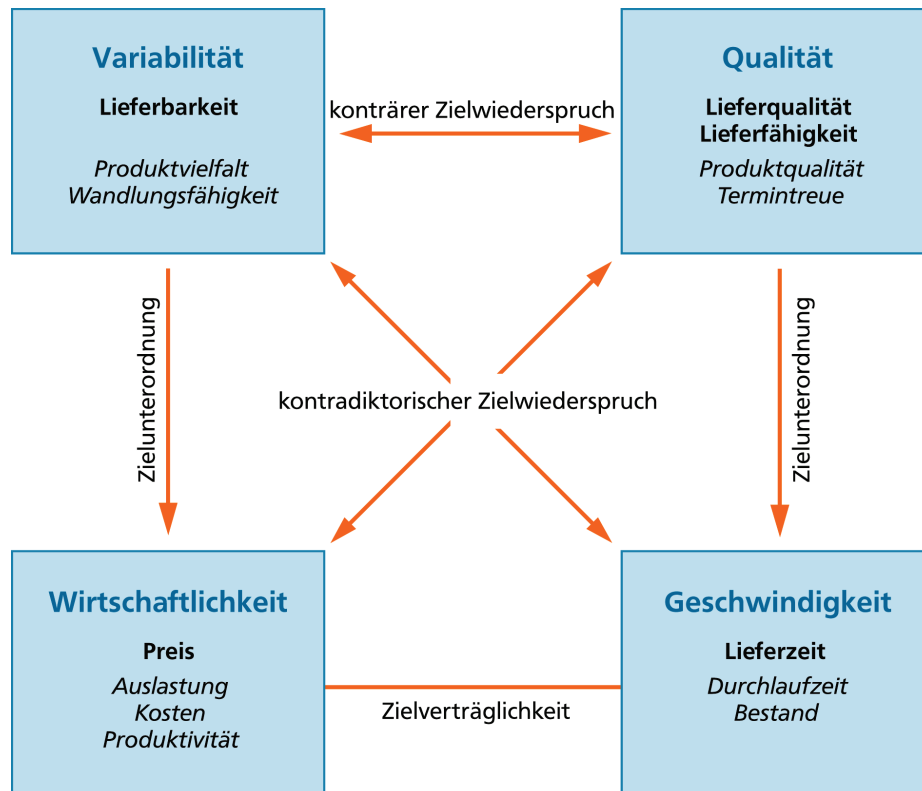 Variabilität
Lieferbarkeit
Produktvielfalt
Wandlungsfähigkeit
konträrer Zielwiederspruch
Qualität
Lieferqualität
Lieferfähigkeit
Produktqualität
Termintreue
Zielunterordnung
kontradiktorischer Zielwiederspruch
Zielunterordnung
Wirtschaftlichkeit
Preis
Auslastung
Kosten
Produktivität
Zielverträglichkeit
Geschwindigkeit
Lieferzeit
Durchlaufzeit
Bestand